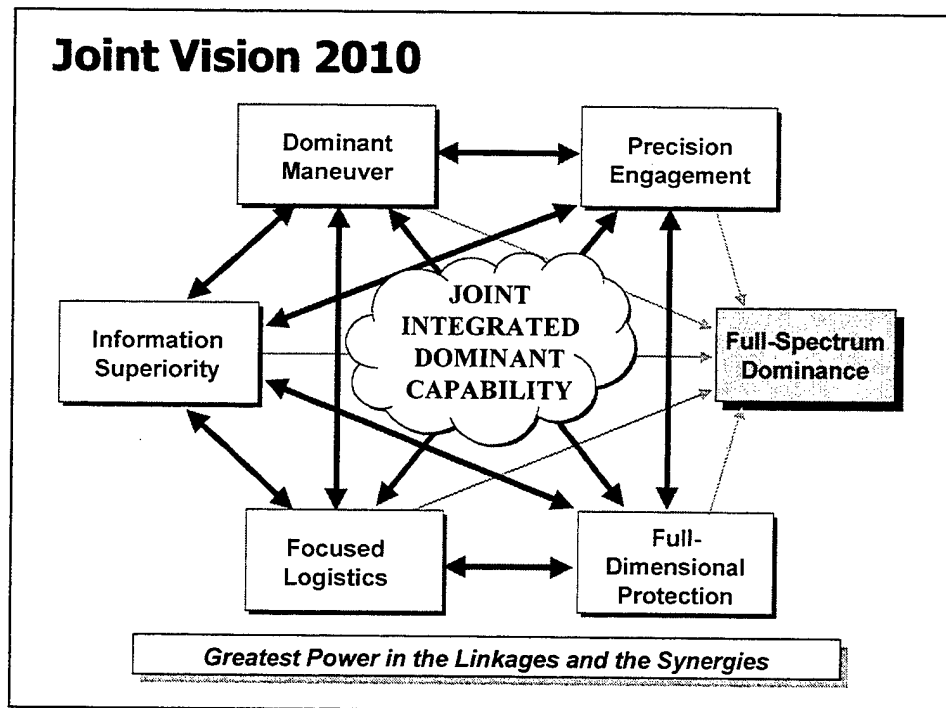 Joint Vision 2010
Dominant
Maneuver
Precision
Engagement
JOINT
INTEGRATED
DOMINANT
CAPABILITY
Information
Superiority
Full-Spectrum
Dominance
Focused
Logistics
Full-
Dimensional
Protection
Greatest Power in the Linkages and the Synergies